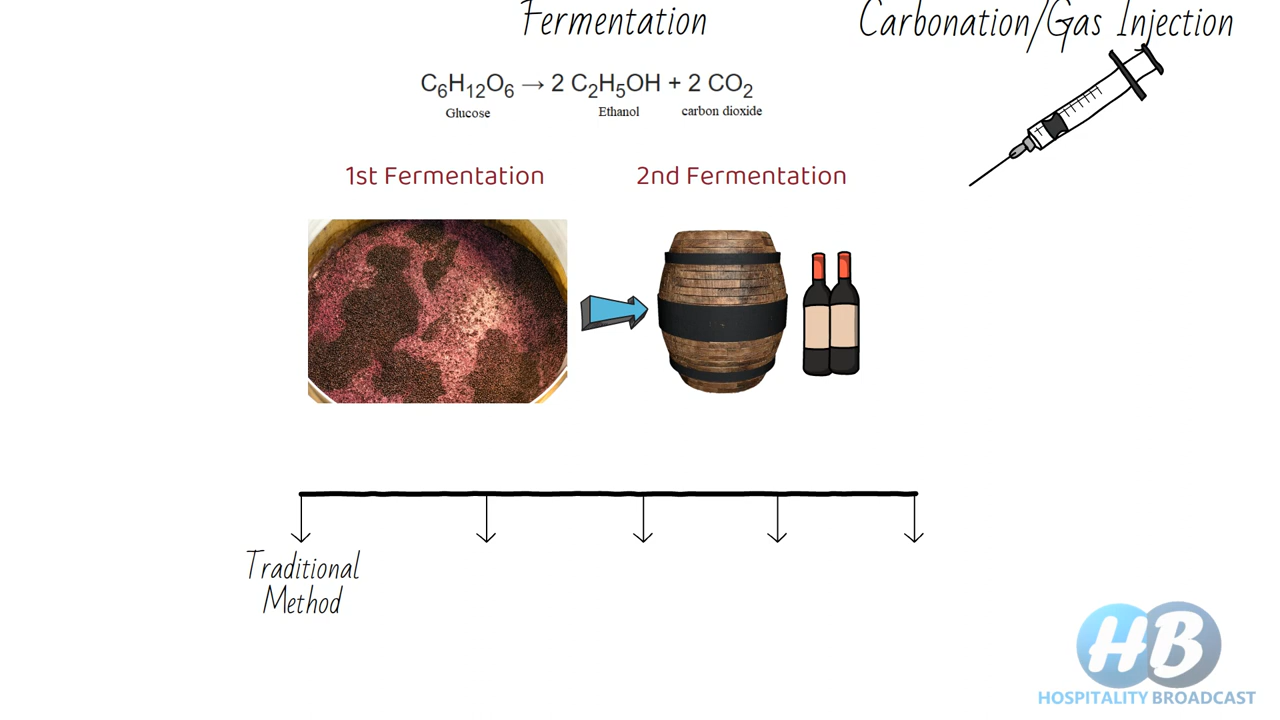 Fermentation
Carbonation/Gas Injection
C₆H₁₂O₆ → 2 C₂H₅OH + 2 CO₂
Glucose Ethanol carbon dioxide
1st Fermentation
2nd Fermentation
Traditional
Method
HB
HOSPITALITY BROADCAST